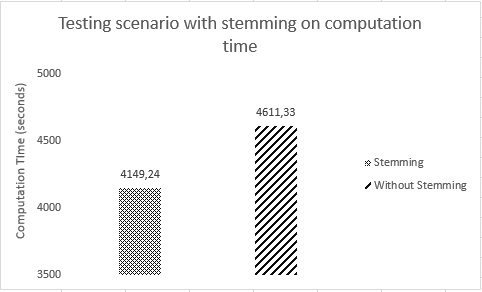 Testing scenario with stemming on computation
time
Computation TIme (seconds)
5000
4500
4000
3500
4149,24
4611,33
Stemming
Without Stemming